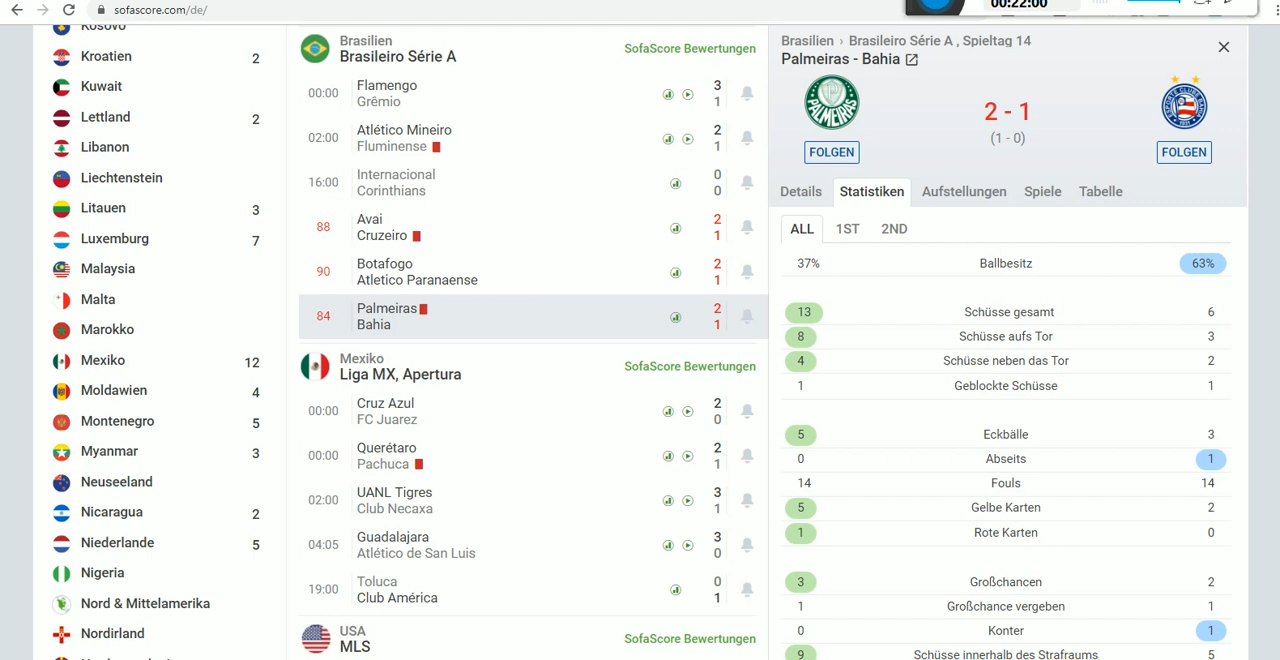 sofascore.com/de/
00:22:00
Kosovo
Kroatien 2
Kuwait
Lettland 2
Libanon
Liechtenstein
Litauen 3
Luxemburg 7
Malaysia
Malta
Marokko
Mexiko 12
Moldawien 4
Montenegro 5
Myanmar 3
Neuseeland
Nicaragua 2
Niederlande 5
Nigeria
Nord & Mittelamerika
Nordirland
Brasilien
Brasileiro Série A
SofaScore Bewertungen
00:00 Flamengo 3
Grêmio 1
02:00 Atlético Mineiro 2
Fluminense 1
16:00 Internacional 0
Corinthians 0
88 Avai 2
Cruzeiro 1
90 Botafogo 2
Atletico Paranaense 1
84 Palmeiras 2
Bahia 1
Mexiko
Liga MX, Apertura
SofaScore Bewertungen
00:00 Cruz Azul 2
FC Juarez 0
00:00 Querétaro 2
Pachuca 1
02:00 UANL Tigres 3
Club Necaxa 1
04:05 Guadalajara 3
Atlético de San Luis 0
19:00 Toluca 0
Club América 1
USA
MLS
SofaScore Bewertungen
Brasilien › Brasileiro Série A , Spieltag 14
Palmeiras - Bahia
PALMEIRAS
2 - 1
(1 - 0)
FOLGEN
FOLGEN
Details Statistiken Aufstellungen Spiele Tabelle
ALL 1ST 2ND
37% Ballbesitz 63%
13 Schüsse gesamt 6
8 Schüsse aufs Tor 3
4 Schüsse neben das Tor 2
1 Geblockte Schüsse 1
5 Eckbälle 3
0 Abseits 1
14 Fouls 14
5 Gelbe Karten 2
1 Rote Karten 0
3 Großchancen 2
1 Großchance vergeben 1
0 Konter 1
9 Schüsse innerhalb des Strafraums 5